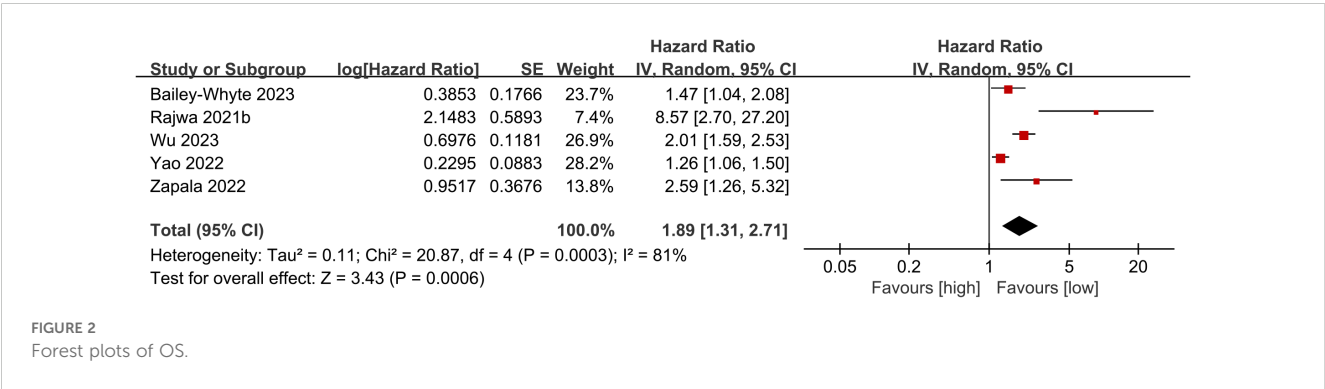 Hazard Ratio Hazard Ratio
Study or Subgroup log[Hazard Ratio] SE Weight IV, Random, 95% CI IV, Random, 95% CI
Bailey-Whyte 2023 0.3853 0.1766 23.7% 1.47 [1.04, 2.08]
Rajwa 2021b 2.1483 0.5893 7.4% 8.57 [2.70, 27.20]
Wu 2023 0.6976 0.1181 26.9% 2.01 [1.59, 2.53]
Yao 2022 0.2295 0.0883 28.2% 1.26 [1.06, 1.50]
Zapala 2022 0.9517 0.3676 13.8% 2.59 [1.26, 5.32]
Total (95% CI) 100.0% 1.89 [1.31, 2.71]
Heterogeneity: Tau² = 0.11; Chi² = 20.87, df = 4 (P = 0.0003); I² = 81%
Test for overall effect: Z = 3.43 (P = 0.0006)
0.05 0.2 1 5 20
Favours [high] Favours [low]
FIGURE 2
Forest plots of OS.